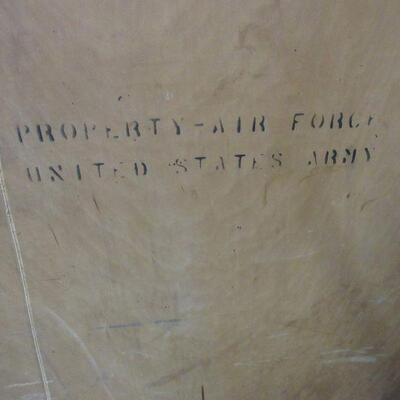 PROPERTY-AIR FORCE
UNITED STATES ARMY